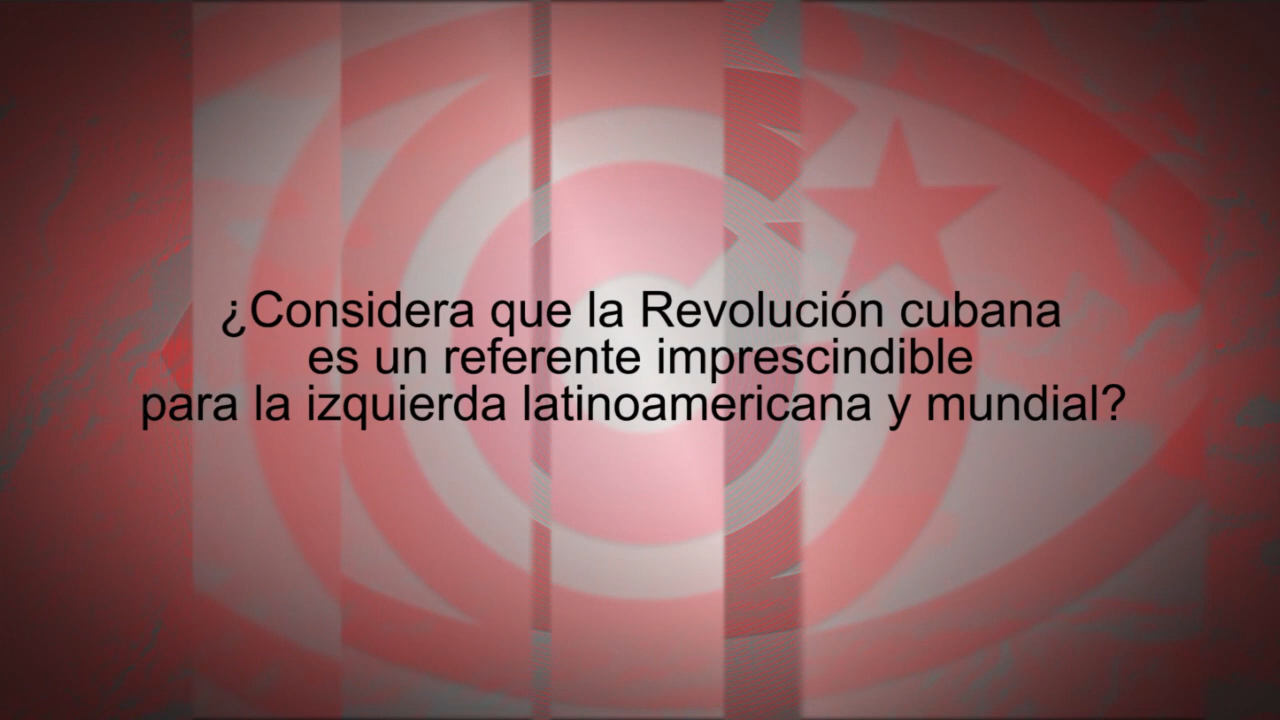 ¿Considera que la Revolución cubana
es un referente imprescindible
para la izquierda latinoamericana y mundial?